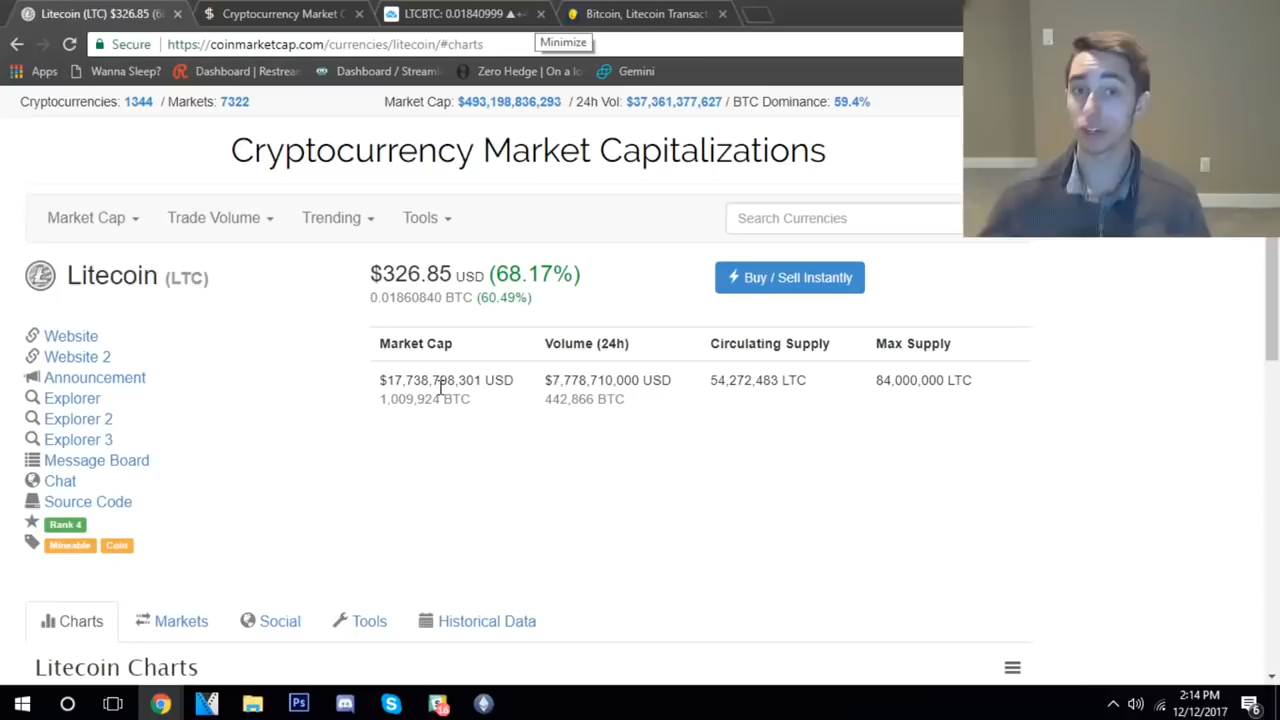 Litecoin (LTC) $326.85 (
Cryptocurrency Market C
LTCBTC: 0.01840999 ▲+
Bitcoin, Litecoin Transact
Secure
https://coinmarketcap.com/currencies/litecoin/#charts
Minimize
Apps
Wanna Sleep?
Dashboard | Restrea
Dashboard / Streaml
Zero Hedge | On a lo
Gemini
Cryptocurrencies: 1344 / Markets: 7322
Market Cap: $493,198,836,293 / 24h Vol: $37,361,377,627 / BTC Dominance: 59.4%
Cryptocurrency Market Capitalizations
Market Cap
Trade Volume
Trending
Tools
Search Currencies
Litecoin (LTC)
$326.85 USD (68.17%)
0.01860840 BTC (60.49%)
Buy / Sell Instantly
Website
Website 2
Announcement
Explorer
Explorer 2
Explorer 3
Message Board
Chat
Source Code
Rank 4
Mineable
Coin
Market Cap
Volume (24h)
Circulating Supply
Max Supply
$17,738,798,301 USD
$7,778,710,000 USD
54,272,483 LTC
84,000,000 LTC
1,009,924 BTC
442,866 BTC
Charts
Markets
Social
Tools
Historical Data
Litecoin Charts
Ps
2:14 PM
12/12/2017